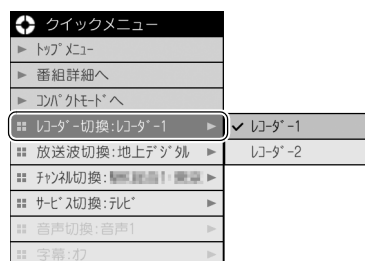 クイックメニュー
ﾄｯﾌﾟﾒﾆｭｰ
番組詳細へ
ｺﾝﾊﾟｸﾄﾓｰﾄﾞへ
ﾚｺｰﾀﾞｰ切換:ﾚｺｰﾀﾞｰ1
ﾚｺｰﾀﾞｰ1
放送波切換:地上ﾃﾞｼﾞﾀﾙ
ﾚｺｰﾀﾞｰ2
ﾁｬﾝﾈﾙ切換:
ｻｰﾋﾞｽ切換:ﾃﾚﾋﾞ
音声切換:音声1
字幕:ｵﾌ